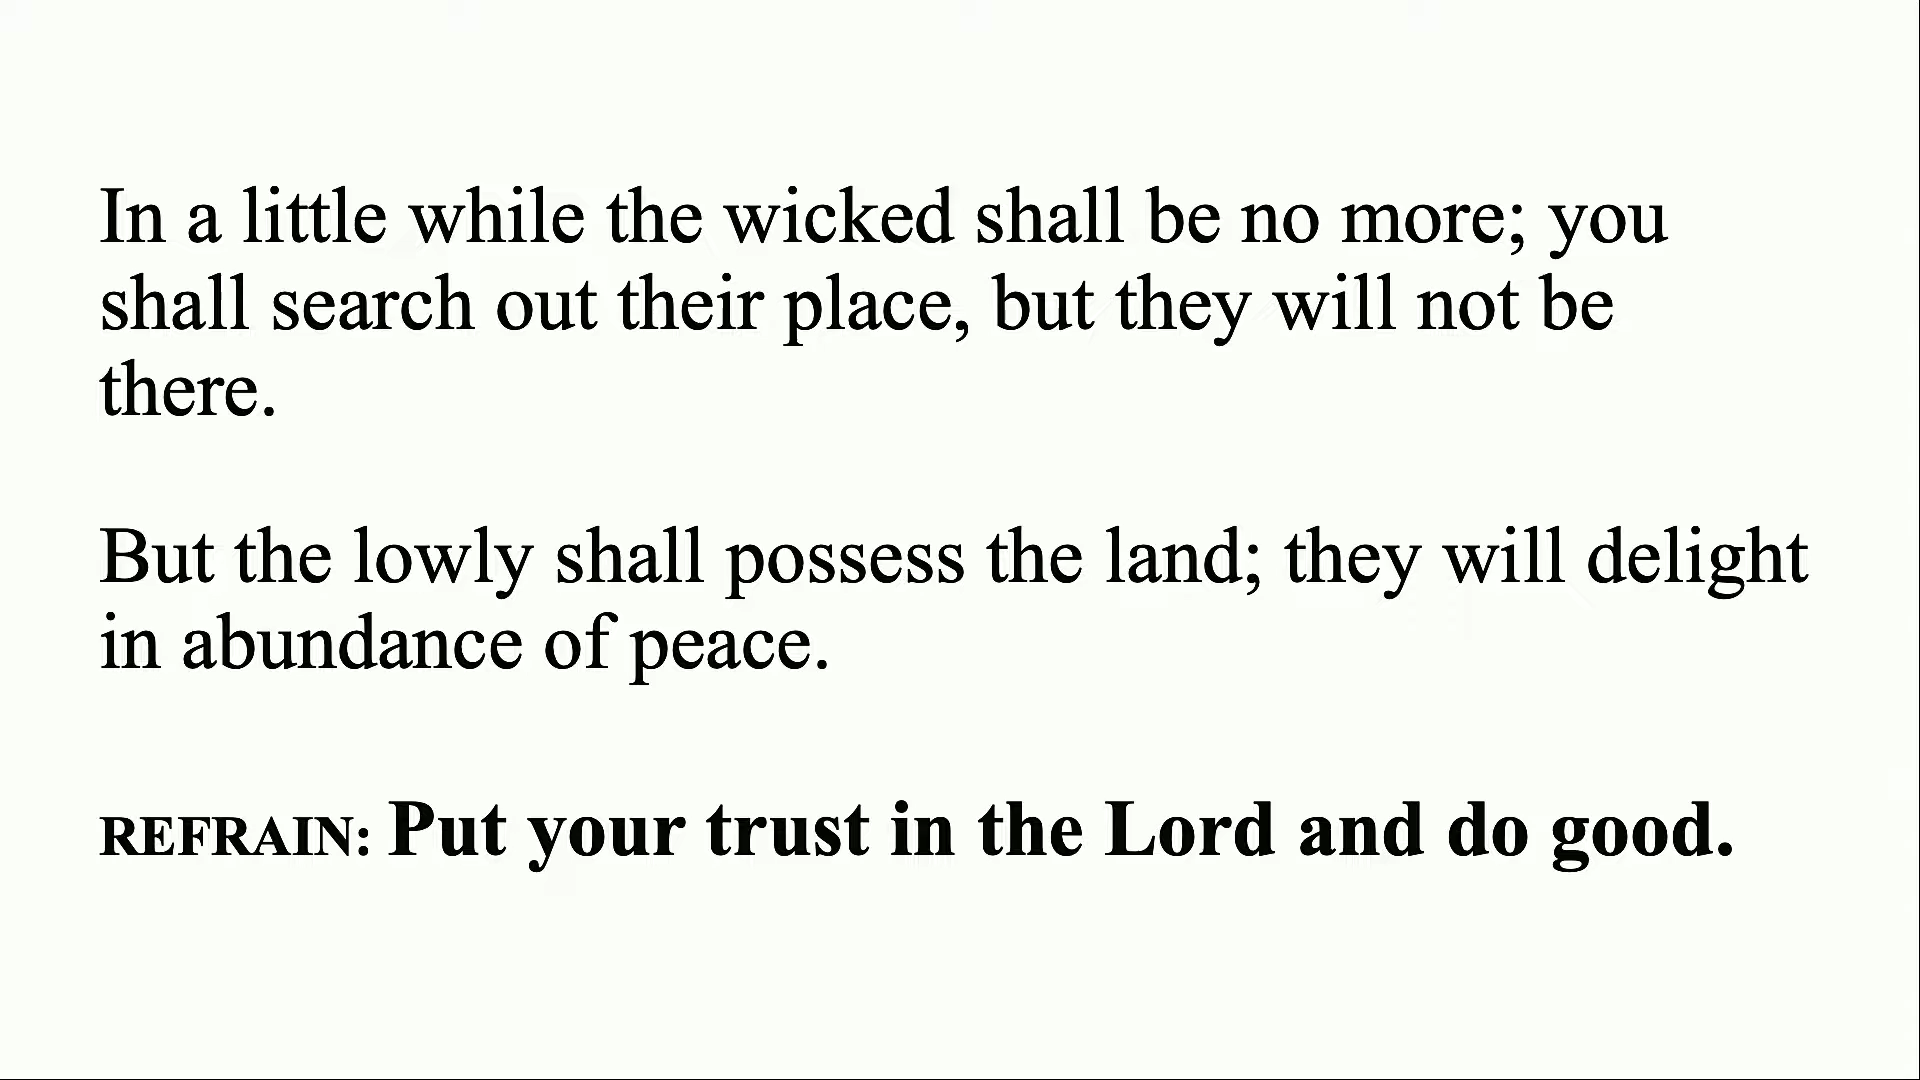 In a little while the wicked shall be no more; you
shall search out their place, but they will not be
there.
But the lowly shall possess the land; they will delight
in abundance of peace.
REFRAIN: Put your trust in the Lord and do good.